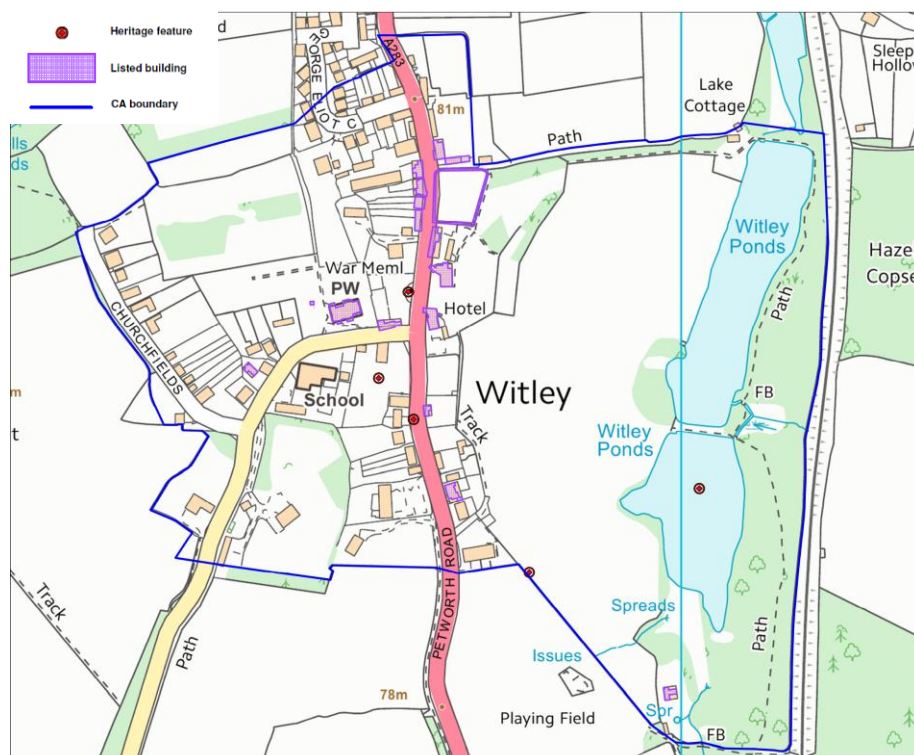 Heritage feature
Listed building
CA boundary
d
GEORGE ELIOT C
A283
81m
Sleep
Hollow
Lake
Cottage
Path
lls
ds
Witley
Ponds
Haze
Copse
War Meml
PW
Hotel
Path
CHURCHFIELDS
School
Witley
FB
m
t
Witley
Ponds
Track
PETWORTH ROAD
Track
Path
Spreads
Path
Issues
78m
Playing Field
Spr
FB